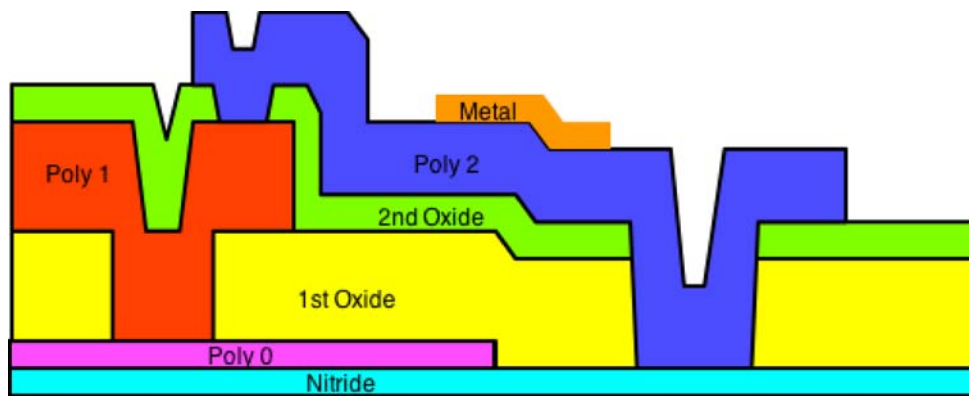 Metal
Poly 1
Poly 2
2nd Oxide
1st Oxide
Poly 0
Nitride